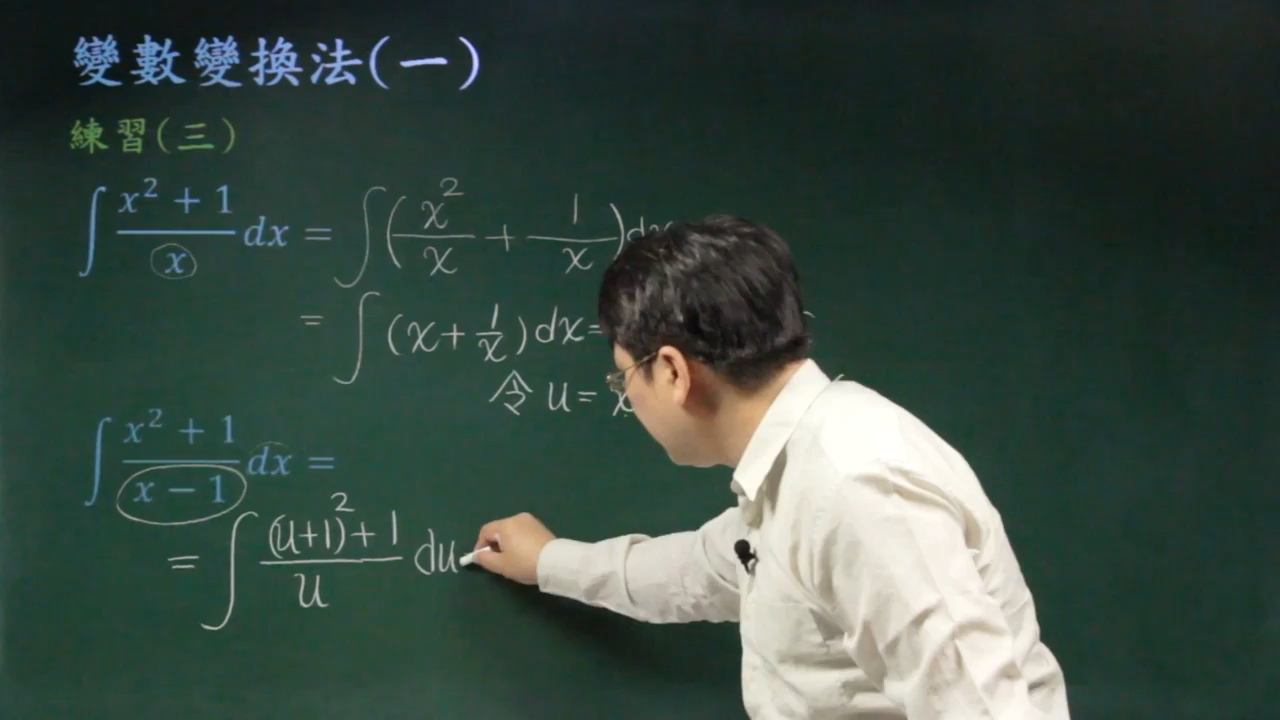 變數變換法(一)
練習(三)
∫ (x² + 1)/x dx = ∫ (x²/x + 1/x) dx
= ∫ (x + 1/x) dx =
令 u = x
∫ (x² + 1)/(x − 1) dx =
= ∫ ((u+1)² + 1)/u du